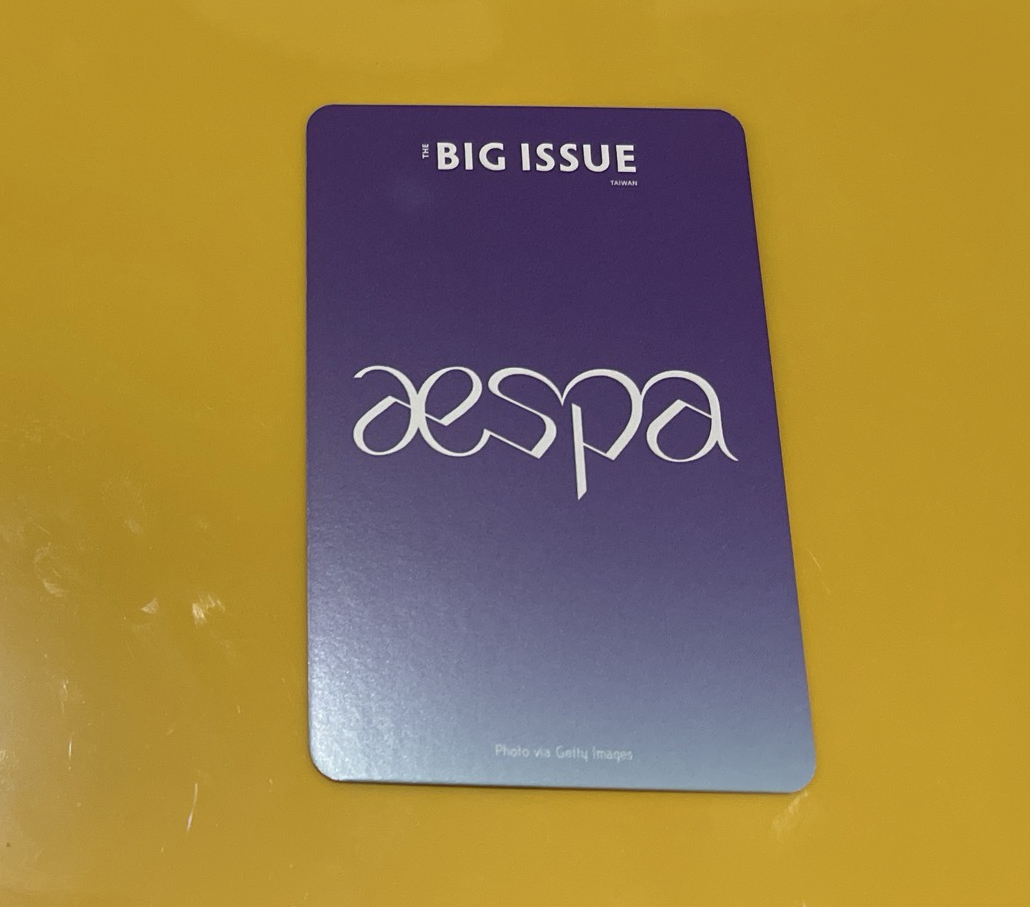 THE BIG ISSUE
TAIWAN
aespa
Photo via Getty Images